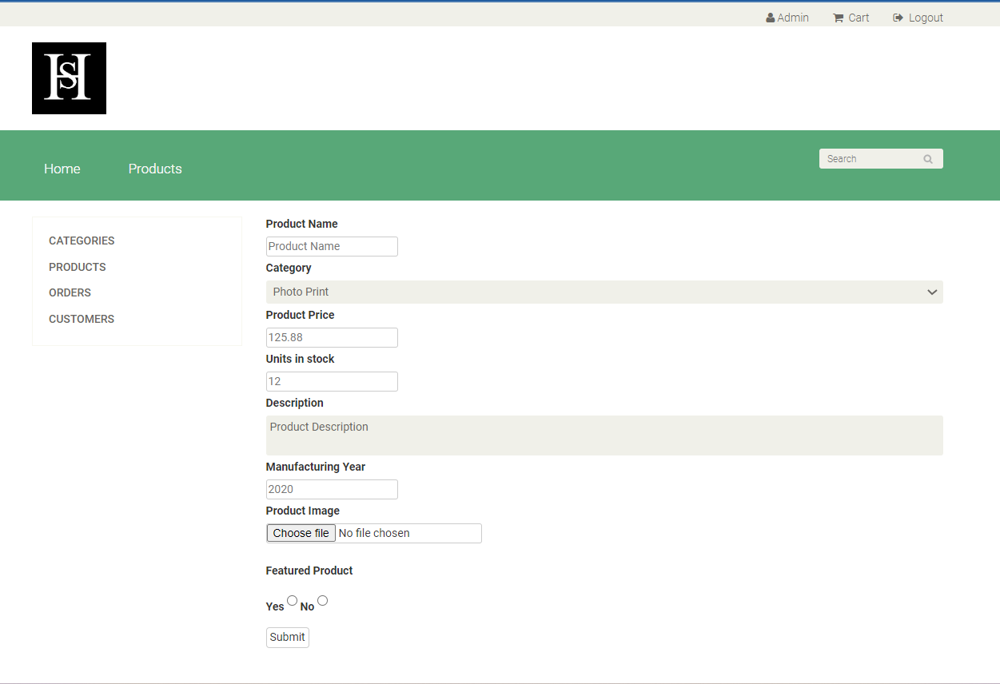 Admin Cart Logout
HS
Home Products Search
CATEGORIES
PRODUCTS
ORDERS
CUSTOMERS
Product Name
Product Name
Category
Photo Print
Product Price
125.88
Units in stock
12
Description
Product Description
Manufacturing Year
2020
Product Image
Choose file No file chosen
Featured Product
Yes No
Submit